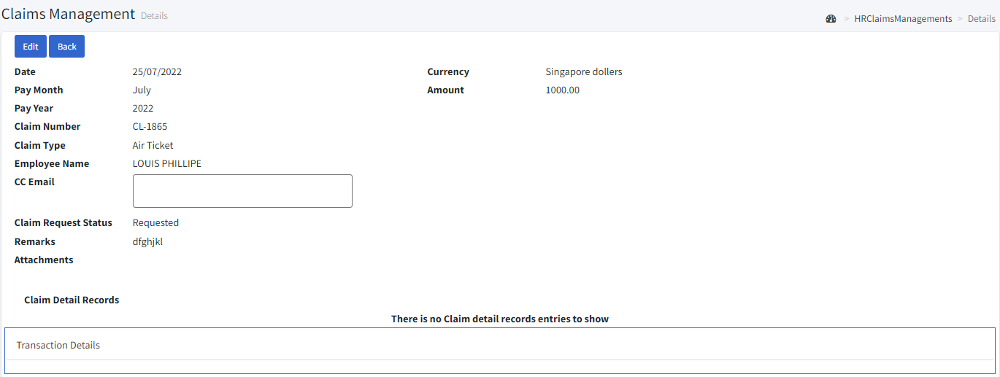 Claims Management Details
> HRClaimsManagements > Details
Edit Back
Date 25/07/2022 Currency Singapore dollers
Pay Month July Amount 1000.00
Pay Year 2022
Claim Number CL-1865
Claim Type Air Ticket
Employee Name LOUIS PHILLIPE
CC Email
Claim Request Status Requested
Remarks dfghjkl
Attachments
Claim Detail Records
There is no Claim detail records entries to show
Transaction Details